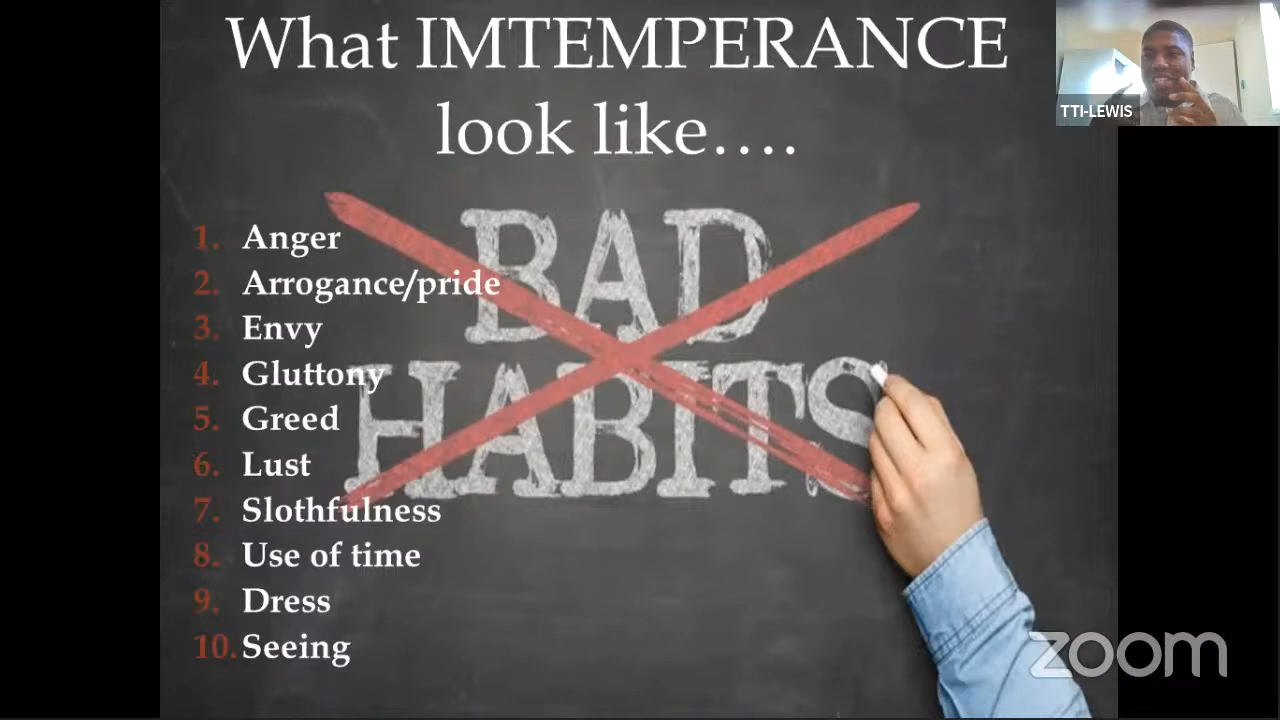 What IMTEMPERANCE
look like....
TTI-LEWIS
BAD
HABITS
1. Anger
2. Arrogance/pride
3. Envy
4. Gluttony
5. Greed
6. Lust
7. Slothfulness
8. Use of time
9. Dress
10. Seeing
zoom